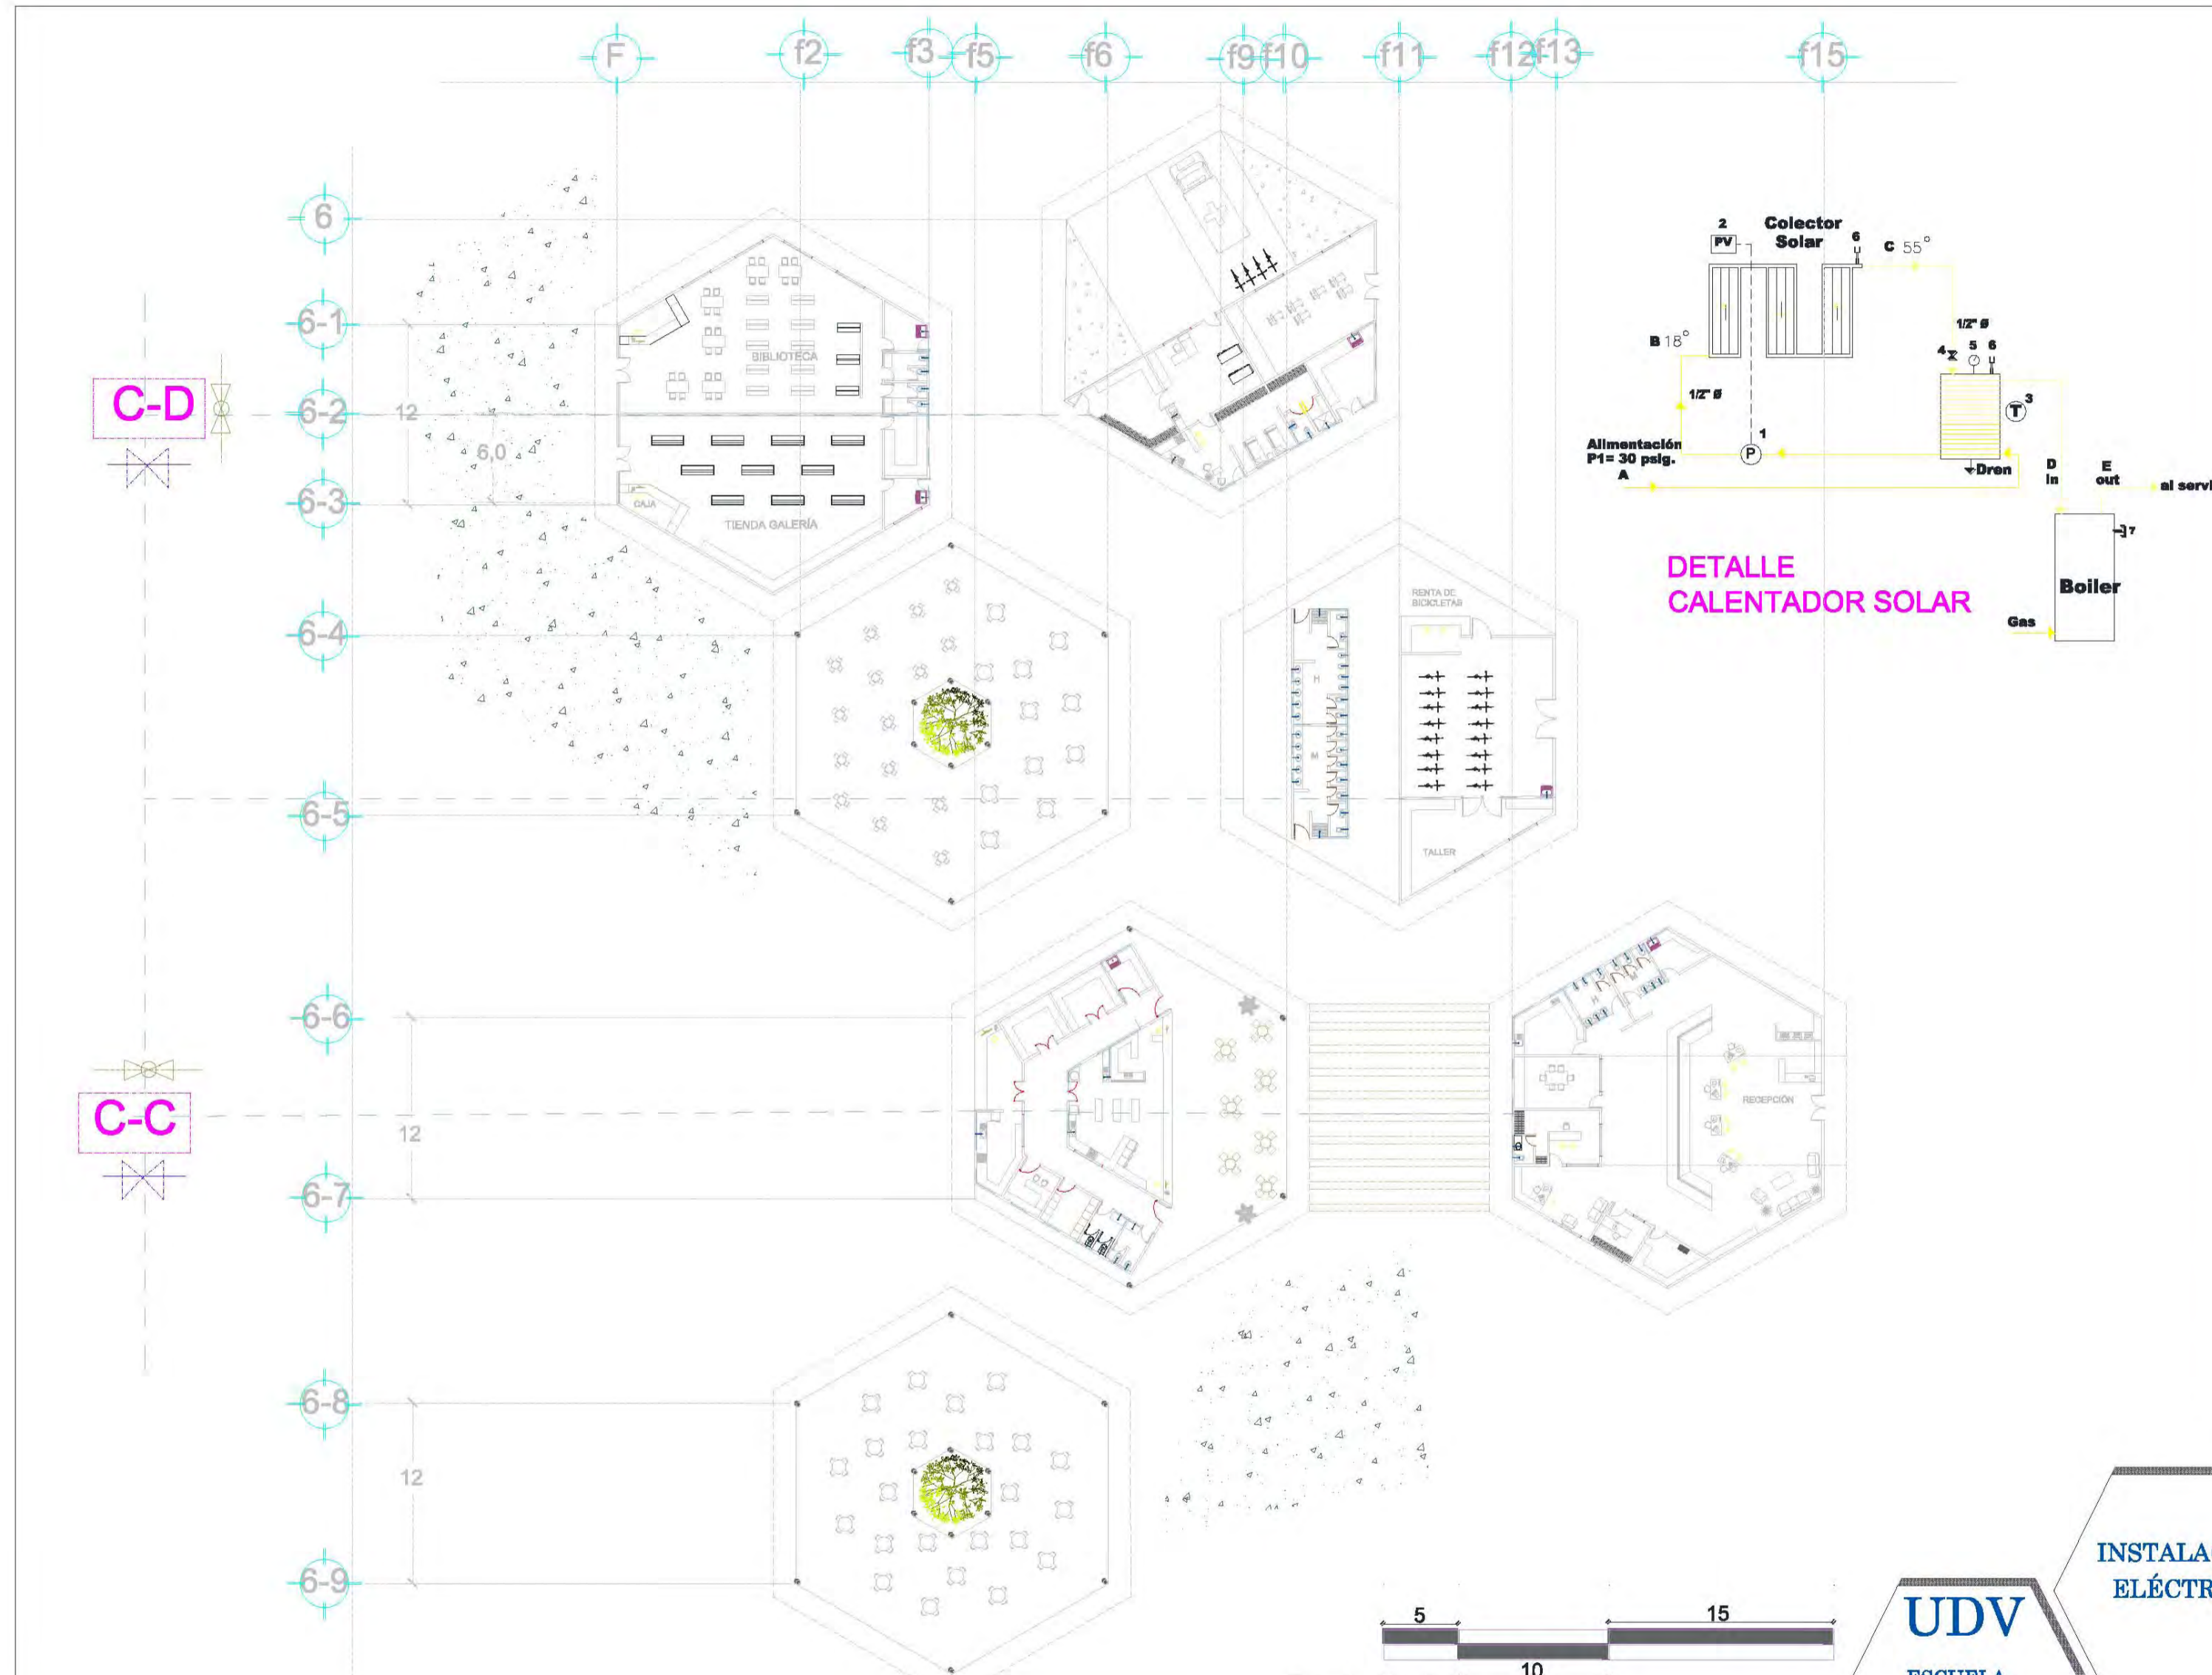 F
f2
f3
f5
f6
f9
f10
f11
f12
f13
f15
6
6-1
6-2
6-3
6-4
6-5
6-6
6-7
6-8
6-9
C-D
C-C
12
6,0
12
12
BIBLIOTECA
CAJA
TIENDA GALERÍA
RENTA DE
BICICLETAS
H
M
TALLER
H
M
RECEPCIÓN
2
PV
Colector
Solar
6
C 55°
B 18°
1/2" Ø
1/2" Ø
4
5
6
T
3
Alimentación
P1= 30 psig.
A
P
1
Dren
D
in
E
out
al servi
7
Boiler
Gas
DETALLE
CALENTADOR SOLAR
5
15
10
INSTALA
ELÉCTR
UDV
ESCUELA